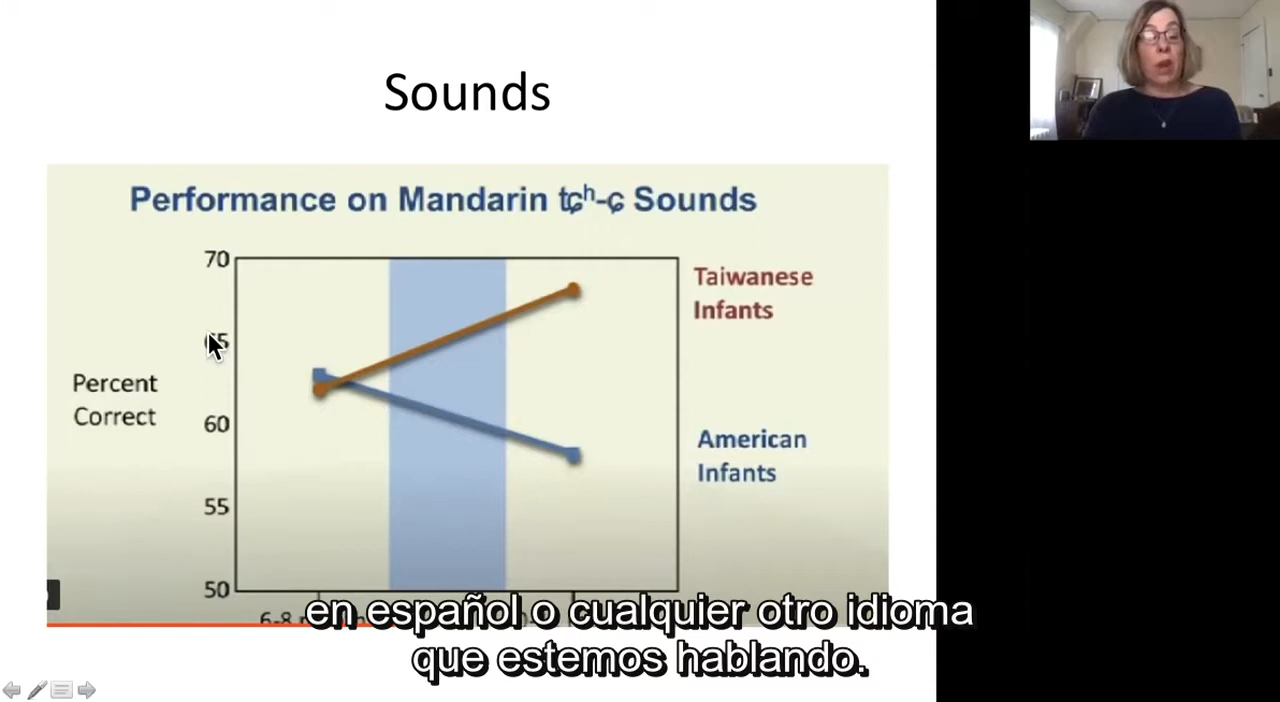 Sounds
Performance on Mandarin tɕʰ-ɕ Sounds
70
60
55
50
Percent
Correct
Taiwanese
Infants
American
Infants
en español o cualquier otro idioma
que estemos hablando.